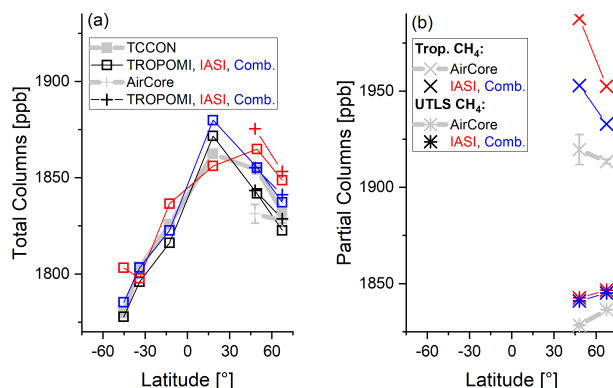 (a)
TCCON
TROPOMI, IASI, Comb.
AirCore
TROPOMI, IASI, Comb.
1900
1850
1800
Total Columns [ppb]
-60 -30 0 30 60
Latitude [°]
(b)
Trop. CH₄:
AirCore
IASI, Comb.
UTLS CH₄:
AirCore
IASI, Comb.
1950
1900
1850
Partial Columns [ppb]
-60 -30 0 30 60
Latitude [°]